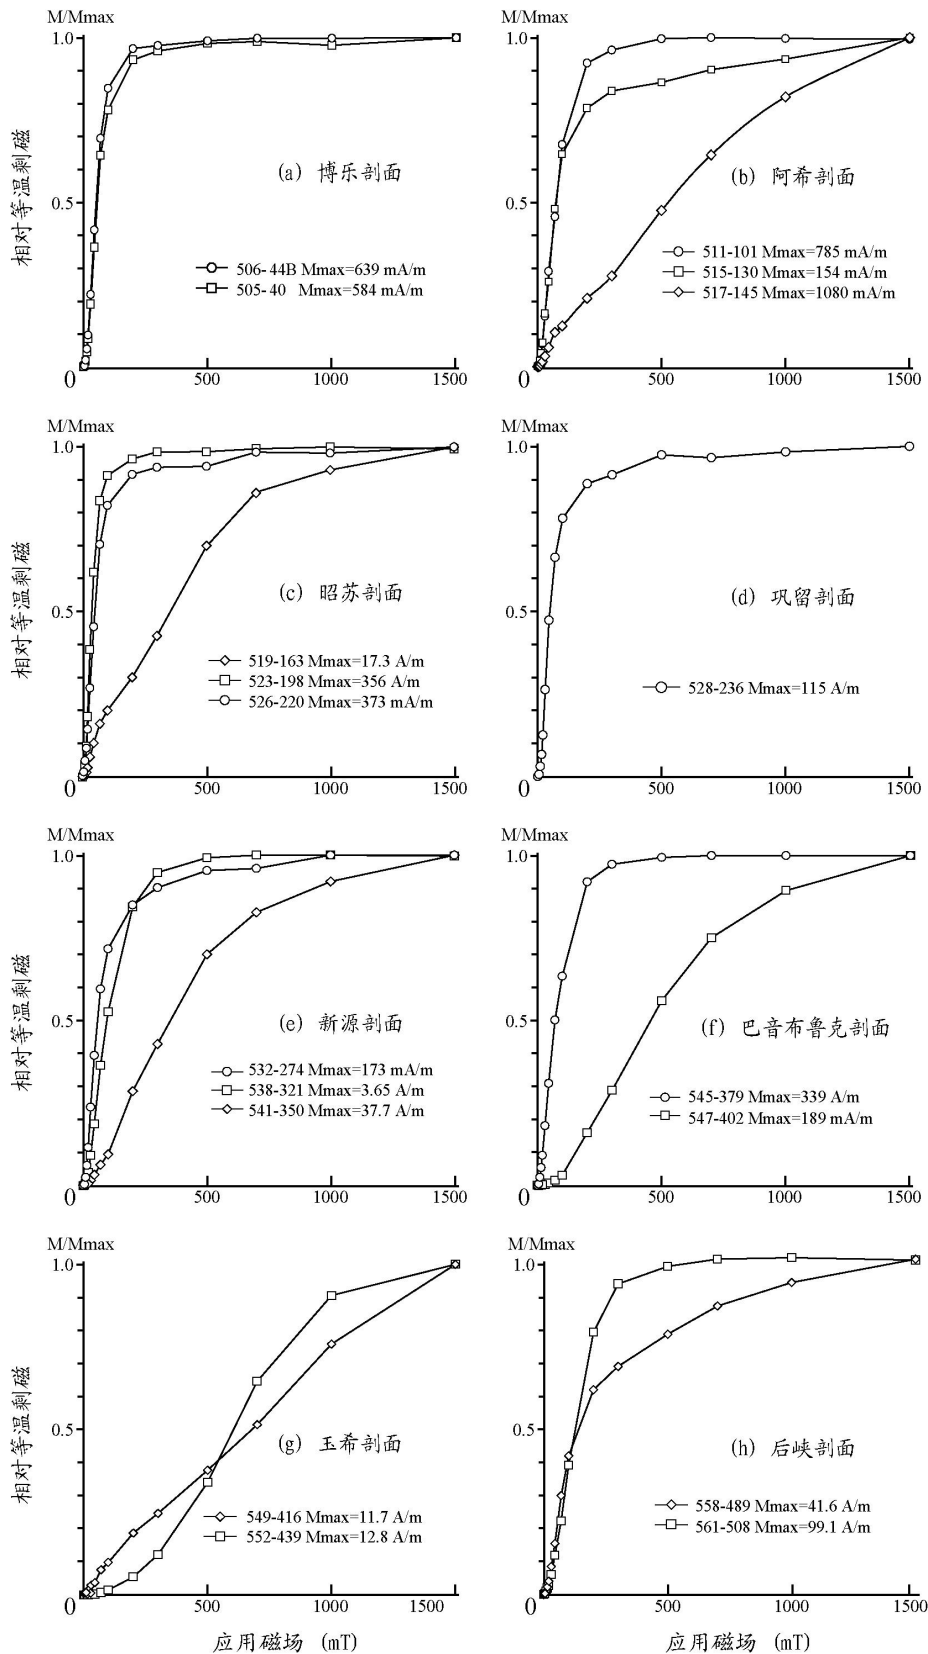 M/Mmax
1.0
0.5
0
500
1000
1500
相对等温剩磁
(a) 博乐剖面
506-44B Mmax=639 mA/m
505-40 Mmax=584 mA/m
M/Mmax
1.0
0.5
0
500
1000
1500
(b) 阿希剖面
511-101 Mmax=785 mA/m
515-130 Mmax=154 mA/m
517-145 Mmax=1080 mA/m
M/Mmax
1.0
0.5
0
500
1000
1500
相对等温剩磁
(c) 昭苏剖面
519-163 Mmax=17.3 A/m
523-198 Mmax=356 A/m
526-220 Mmax=373 mA/m
M/Mmax
1.0
0.5
0
500
1000
1500
(d) 巩留剖面
528-236 Mmax=115 A/m
M/Mmax
1.0
0.5
0
500
1000
1500
相对等温剩磁
(e) 新源剖面
532-274 Mmax=173 mA/m
538-321 Mmax=3.65 A/m
541-350 Mmax=37.7 A/m
M/Mmax
1.0
0.5
0
500
1000
1500
(f) 巴音布鲁克剖面
545-379 Mmax=339 A/m
547-402 Mmax=189 mA/m
M/Mmax
1.0
0.5
0
500
1000
1500
相对等温剩磁
(g) 玉希剖面
549-416 Mmax=11.7 A/m
552-439 Mmax=12.8 A/m
应用磁场 (mT)
M/Mmax
1.0
0.5
0
500
1000
1500
(h) 后峡剖面
558-489 Mmax=41.6 A/m
561-508 Mmax=99.1 A/m
应用磁场 (mT)